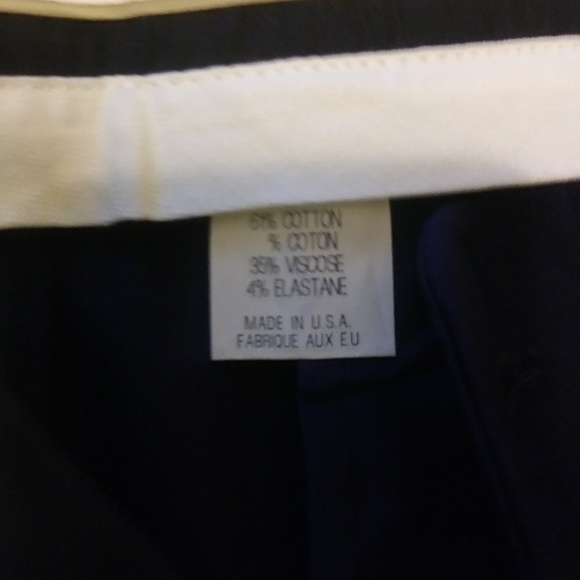 61% COTTON
% COTON
35% VISCOSE
4% ELASTANE
MADE IN U.S.A.
FABRIQUE AUX E.U